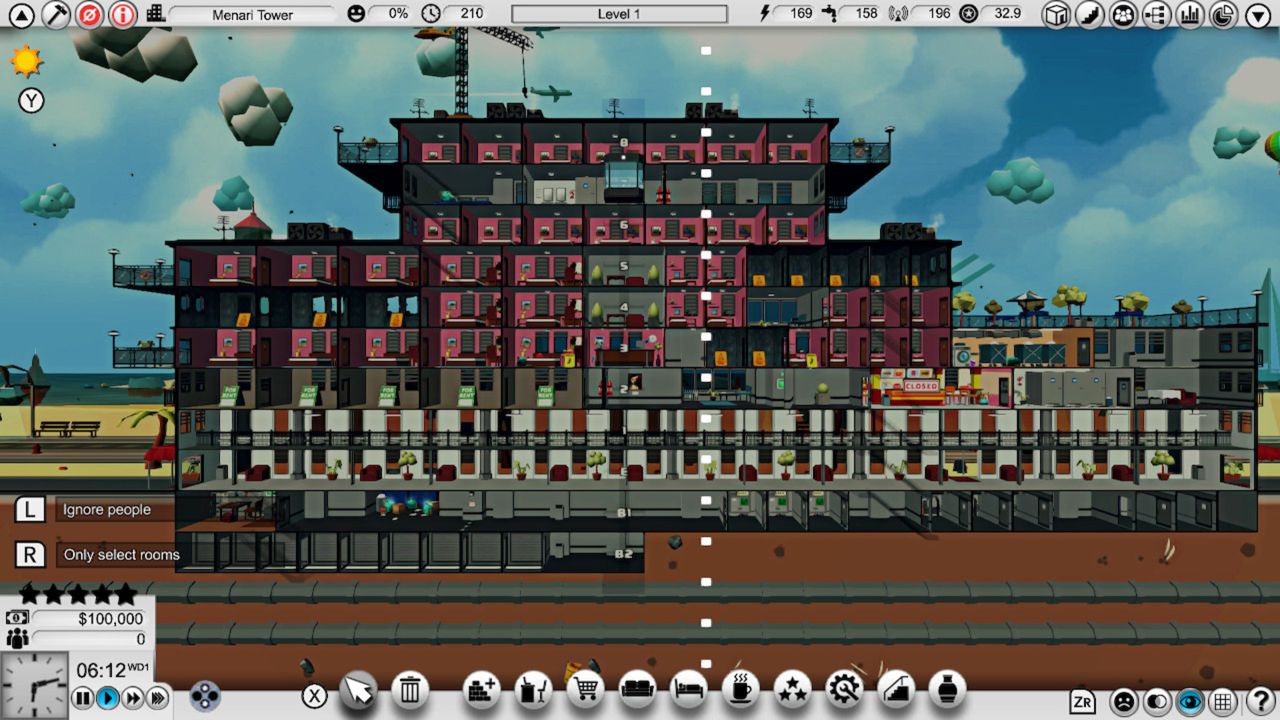 Menari Tower
0%
210
Level 1
169
158
196
32.9
Y
8
6
5
4
3
2
FOR RENT
FOR RENT
FOR RENT
FOR RENT
FOR RENT
CLOSED
B1
B2
L Ignore people
R Only select rooms
$100,000
0
06:12 WD1
X
ZR
?